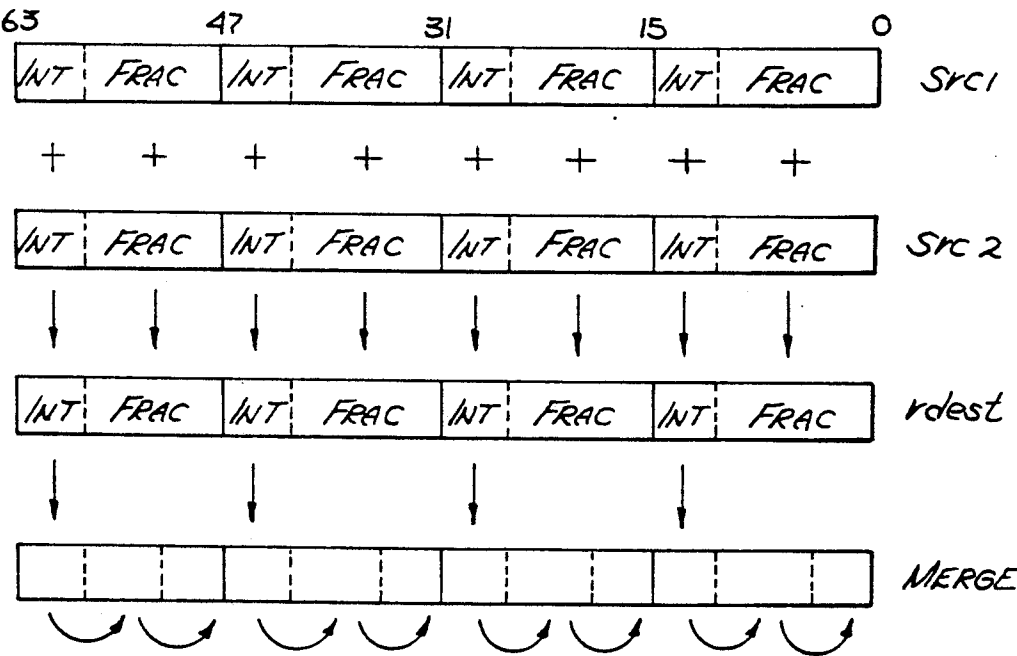 63 47 31 15 0
INT FRAC INT FRAC INT FRAC INT FRAC Src1
+ + + + + + + +
INT FRAC INT FRAC INT FRAC INT FRAC Src 2
INT FRAC INT FRAC INT FRAC INT FRAC rdest
MERGE